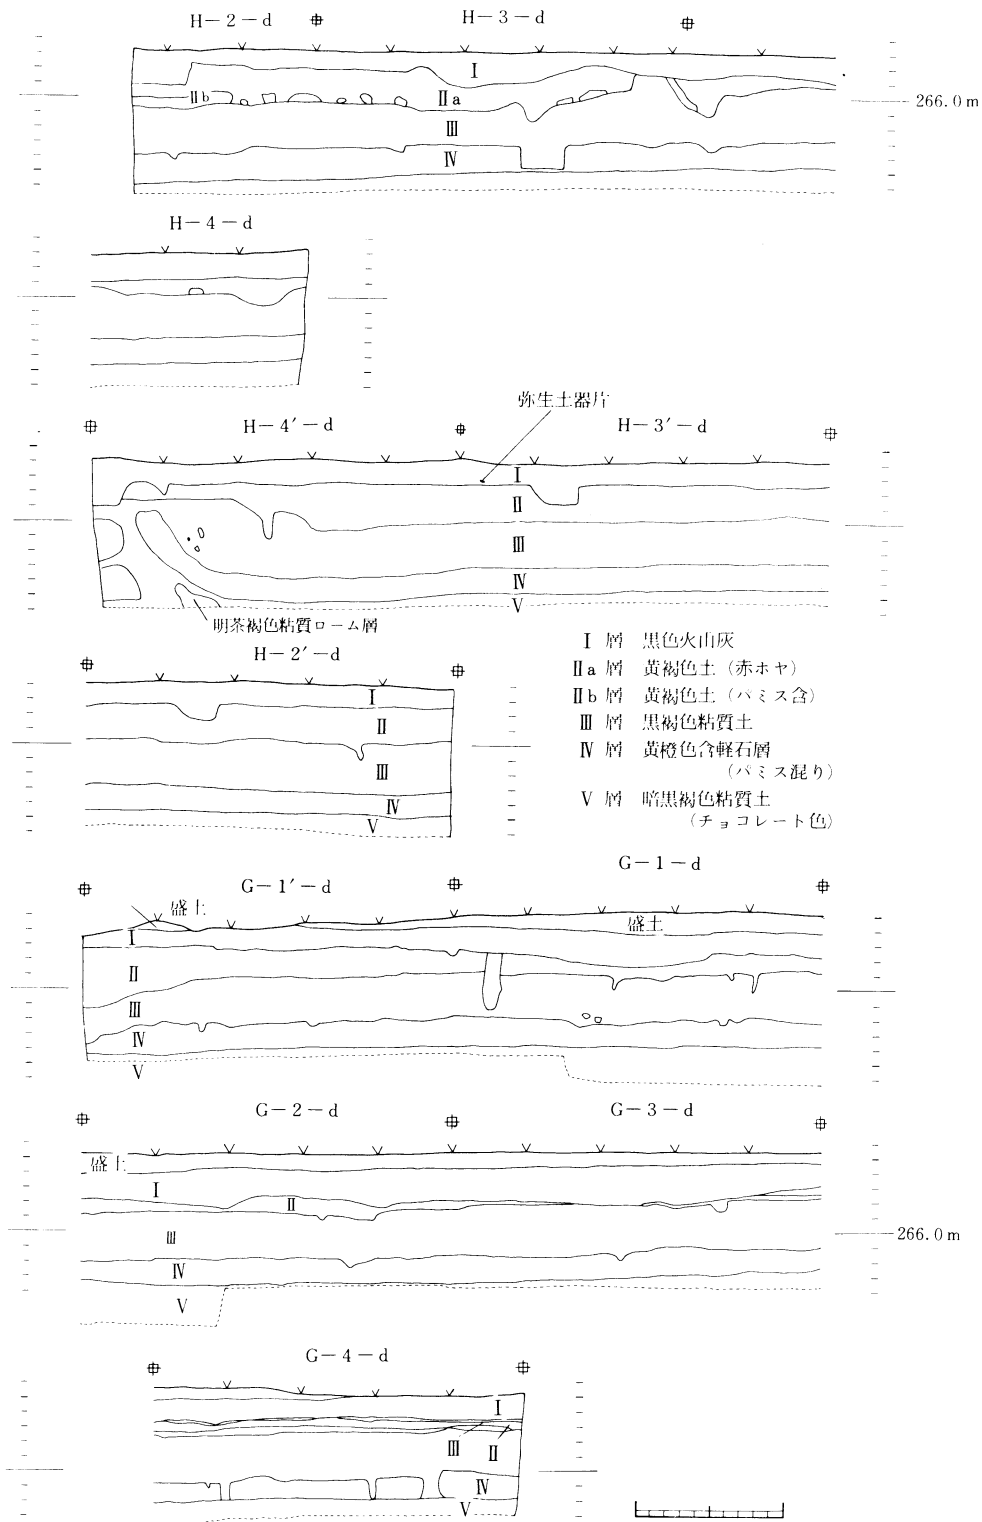 H－2－d
H－3－d
Ⅰ
Ⅱb
Ⅱa
Ⅲ
Ⅳ
266.0m
H－4－d
弥生土器片
H－4′－d
H－3′－d
Ⅰ
Ⅱ
Ⅲ
Ⅳ
Ⅴ
明茶褐色粘質ローム層
H－2′－d
Ⅰ
Ⅱ
Ⅲ
Ⅳ
Ⅴ
Ⅰ 層 黒色火山灰
Ⅱa 層 黄褐色土（赤ホヤ）
Ⅱb 層 黄褐色土（パミス含）
Ⅲ 層 黒褐色粘質土
Ⅳ 層 黄橙色含軽石層
（パミス混り）
Ⅴ 層 暗黒褐色粘質土
（チョコレート色）
G－1′－d
G－1－d
盛土
盛土
Ⅰ
Ⅱ
Ⅲ
Ⅳ
Ⅴ
G－2－d
G－3－d
盛土
Ⅰ
Ⅱ
Ⅲ
Ⅳ
Ⅴ
266.0m
G－4－d
Ⅰ
Ⅲ
Ⅱ
Ⅳ
Ⅴ